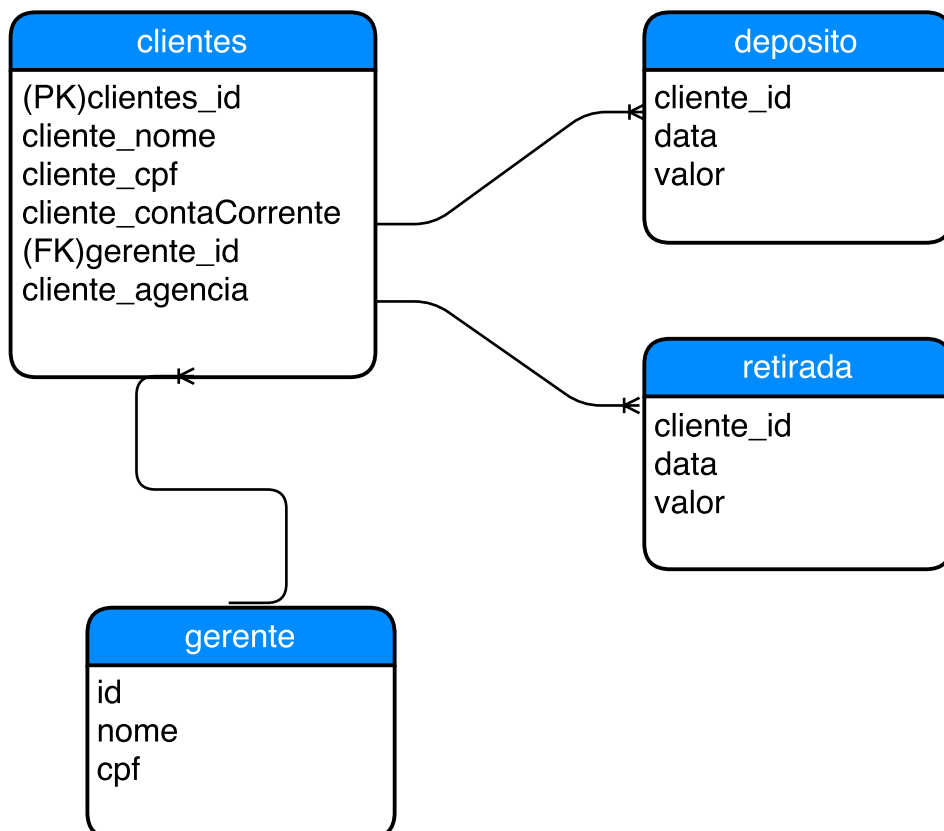 clientes
(PK)clientes_id
cliente_nome
cliente_cpf
cliente_contaCorrente
(FK)gerente_id
cliente_agencia
deposito
cliente_id
data
valor
retirada
cliente_id
data
valor
gerente
id
nome
cpf